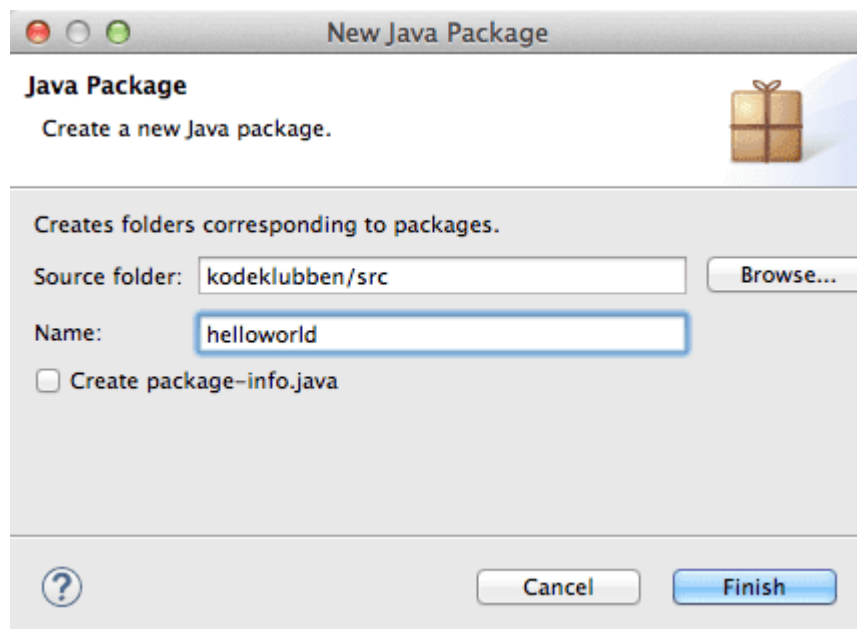 New Java Package
Java Package
Create a new Java package.
Creates folders corresponding to packages.
Source folder: kodeklubben/src Browse...
Name: helloworld
Create package-info.java
? Cancel Finish